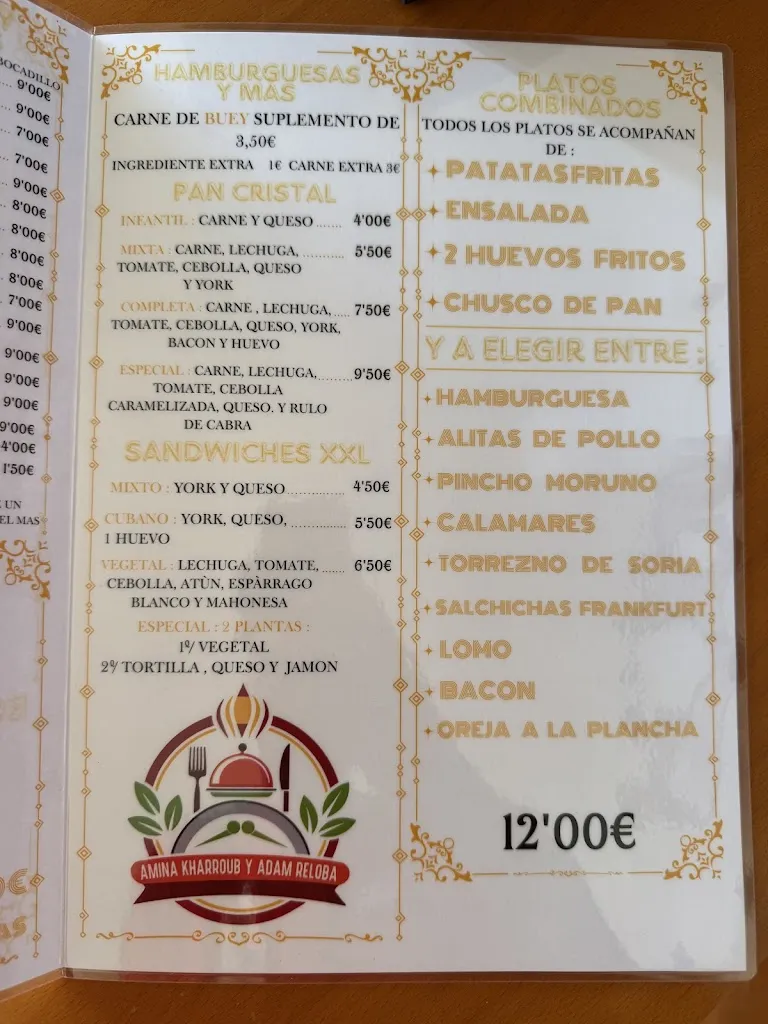 BOCADILLO
9'00€
9'00€
7'00€
7'00€
9'00€
8'00€
8'00€
8'00€
8'00€
7'00€
9'00€
9'00€
9'00€
9'00€
9'00€
4'00€
1'50€
UN
EL MAS
HAMBURGUESAS
Y MAS
CARNE DE BUEY SUPLEMENTO DE
3,50€
INGREDIENTE EXTRA 1€ CARNE EXTRA 3€
PAN CRISTAL
INFANTIL : CARNE Y QUESO ....... 4'00€
MIXTA : CARNE, LECHUGA, ........... 5'50€
TOMATE, CEBOLLA, QUESO
Y YORK
COMPLETA : CARNE , LECHUGA, ..... 7'50€
TOMATE, CEBOLLA, QUESO, YORK,
BACON Y HUEVO
ESPECIAL : CARNE, LECHUGA, ......... 9'50€
TOMATE, CEBOLLA
CARAMELIZADA, QUESO. Y RULO
DE CABRA
SANDWICHES XXL
MIXTO : YORK Y QUESO ............... 4'50€
CUBANO : YORK, QUESO, ............. 5'50€
1 HUEVO
VEGETAL : LECHUGA, TOMATE, ....... 6'50€
CEBOLLA, ATÙN, ESPÀRRAGO
BLANCO Y MAHONESA
ESPECIAL : 2 PLANTAS :
1º/ VEGETAL
2º/ TORTILLA , QUESO Y JAMON
AMINA KHARROUB Y ADAM RELOBA
PLATOS
COMBINADOS
TODOS LOS PLATOS SE ACOMPAÑAN
DE :
PATATAS FRITAS
ENSALADA
2 HUEVOS FRITOS
CHUSCO DE PAN
Y A ELEGIR ENTRE :
HAMBURGUESA
ALITAS DE POLLO
PINCHO MORUNO
CALAMARES
TORREZNO DE SORIA
SALCHICHAS FRANKFURT
LOMO
BACON
OREJA A LA PLANCHA
12'00€